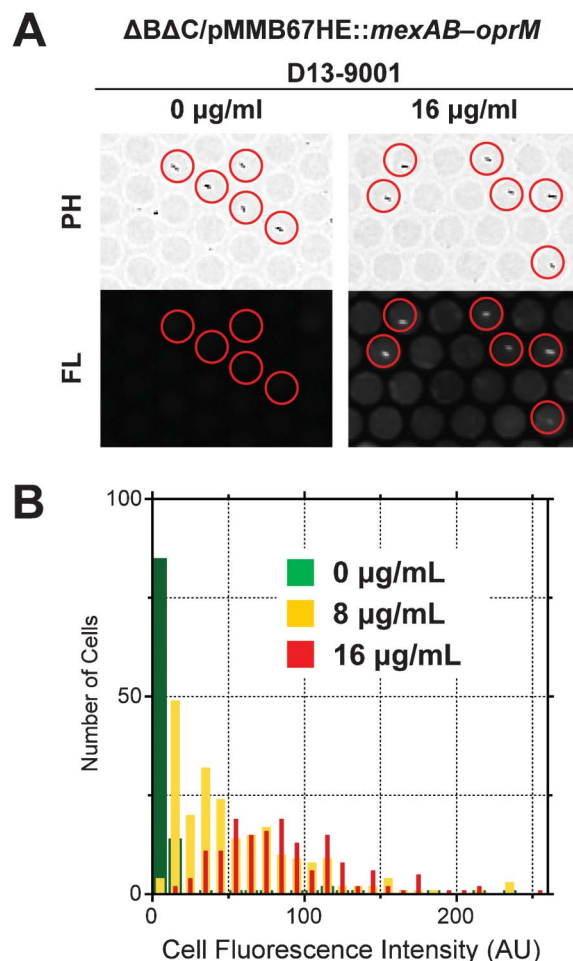 A
ΔBΔC/pMMB67HE::mexAB–oprM
D13-9001
0 µg/ml 16 µg/ml
PH
FL
B
100
50
0
Number of Cells
0 µg/mL
8 µg/mL
16 µg/mL
0 100 200
Cell Fluorescence Intensity (AU)